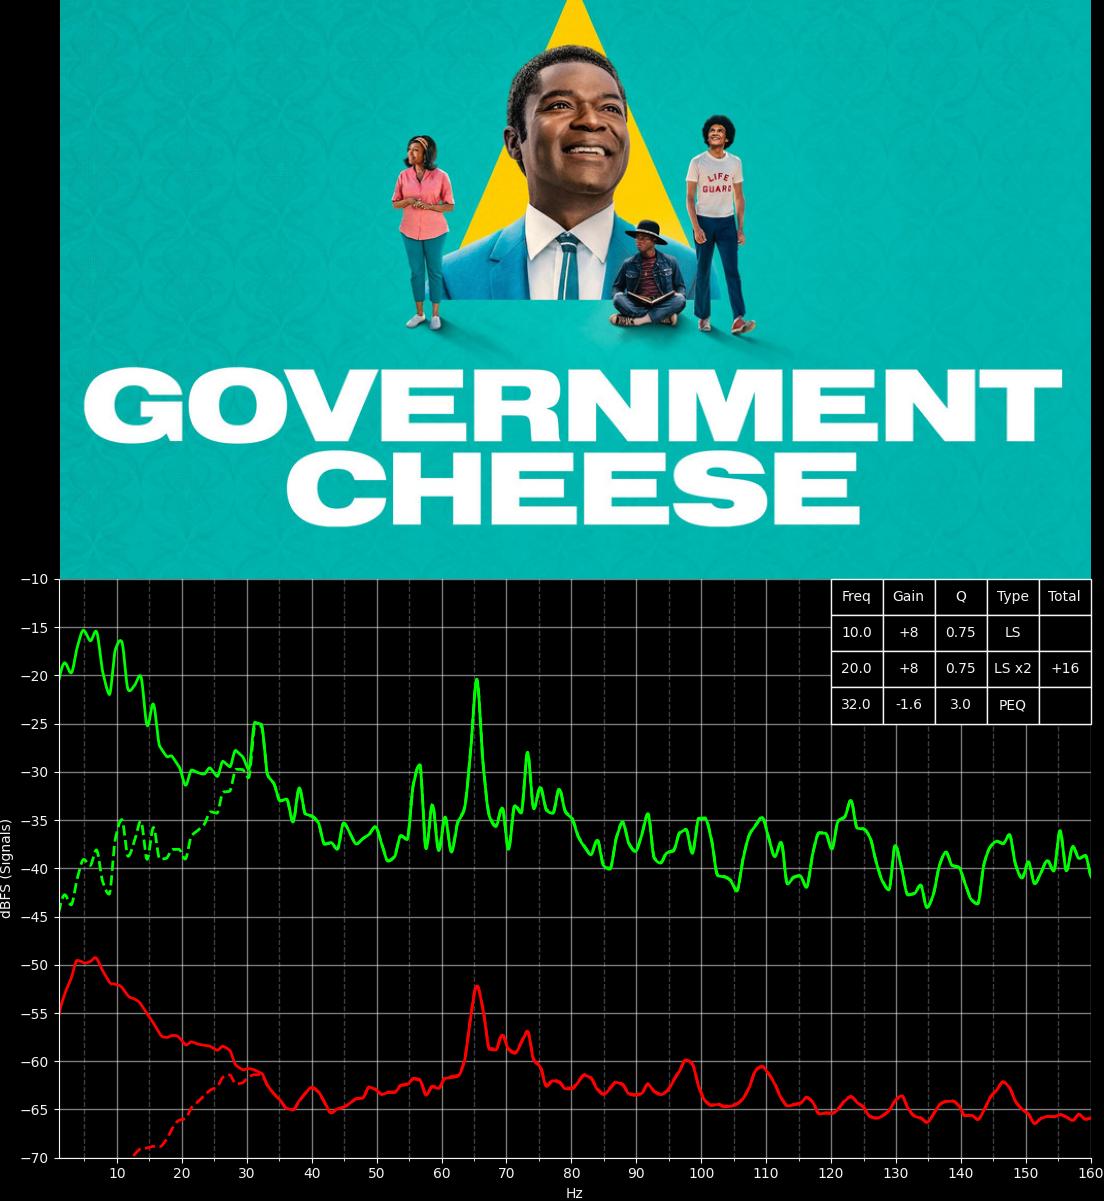 LIFE
GUARD
GOVERNMENT
CHEESE
Freq Gain Q Type Total
10.0 +8 0.75 LS
20.0 +8 0.75 LS x2 +16
32.0 -1.6 3.0 PEQ
−10
−15
−20
−25
−30
−35
−40
−45
−50
−55
−60
−65
−70
dBFS (Signals)
10 20 30 40 50 60 70 80 90 100 110 120 130 140 150 160
Hz